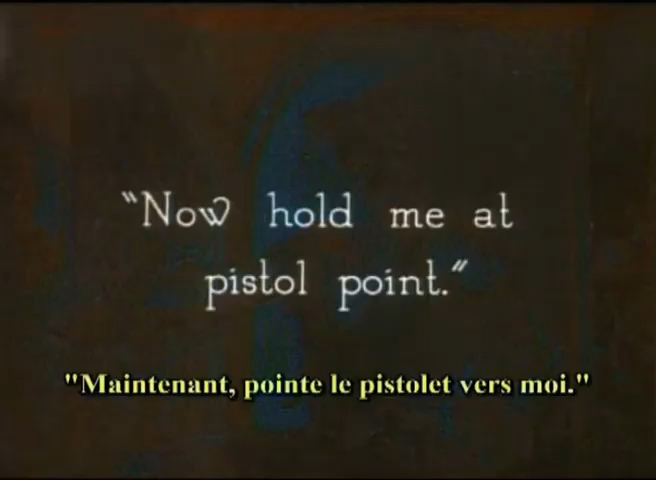 “Now hold me at
pistol point.”
"Maintenant, pointe le pistolet vers moi."